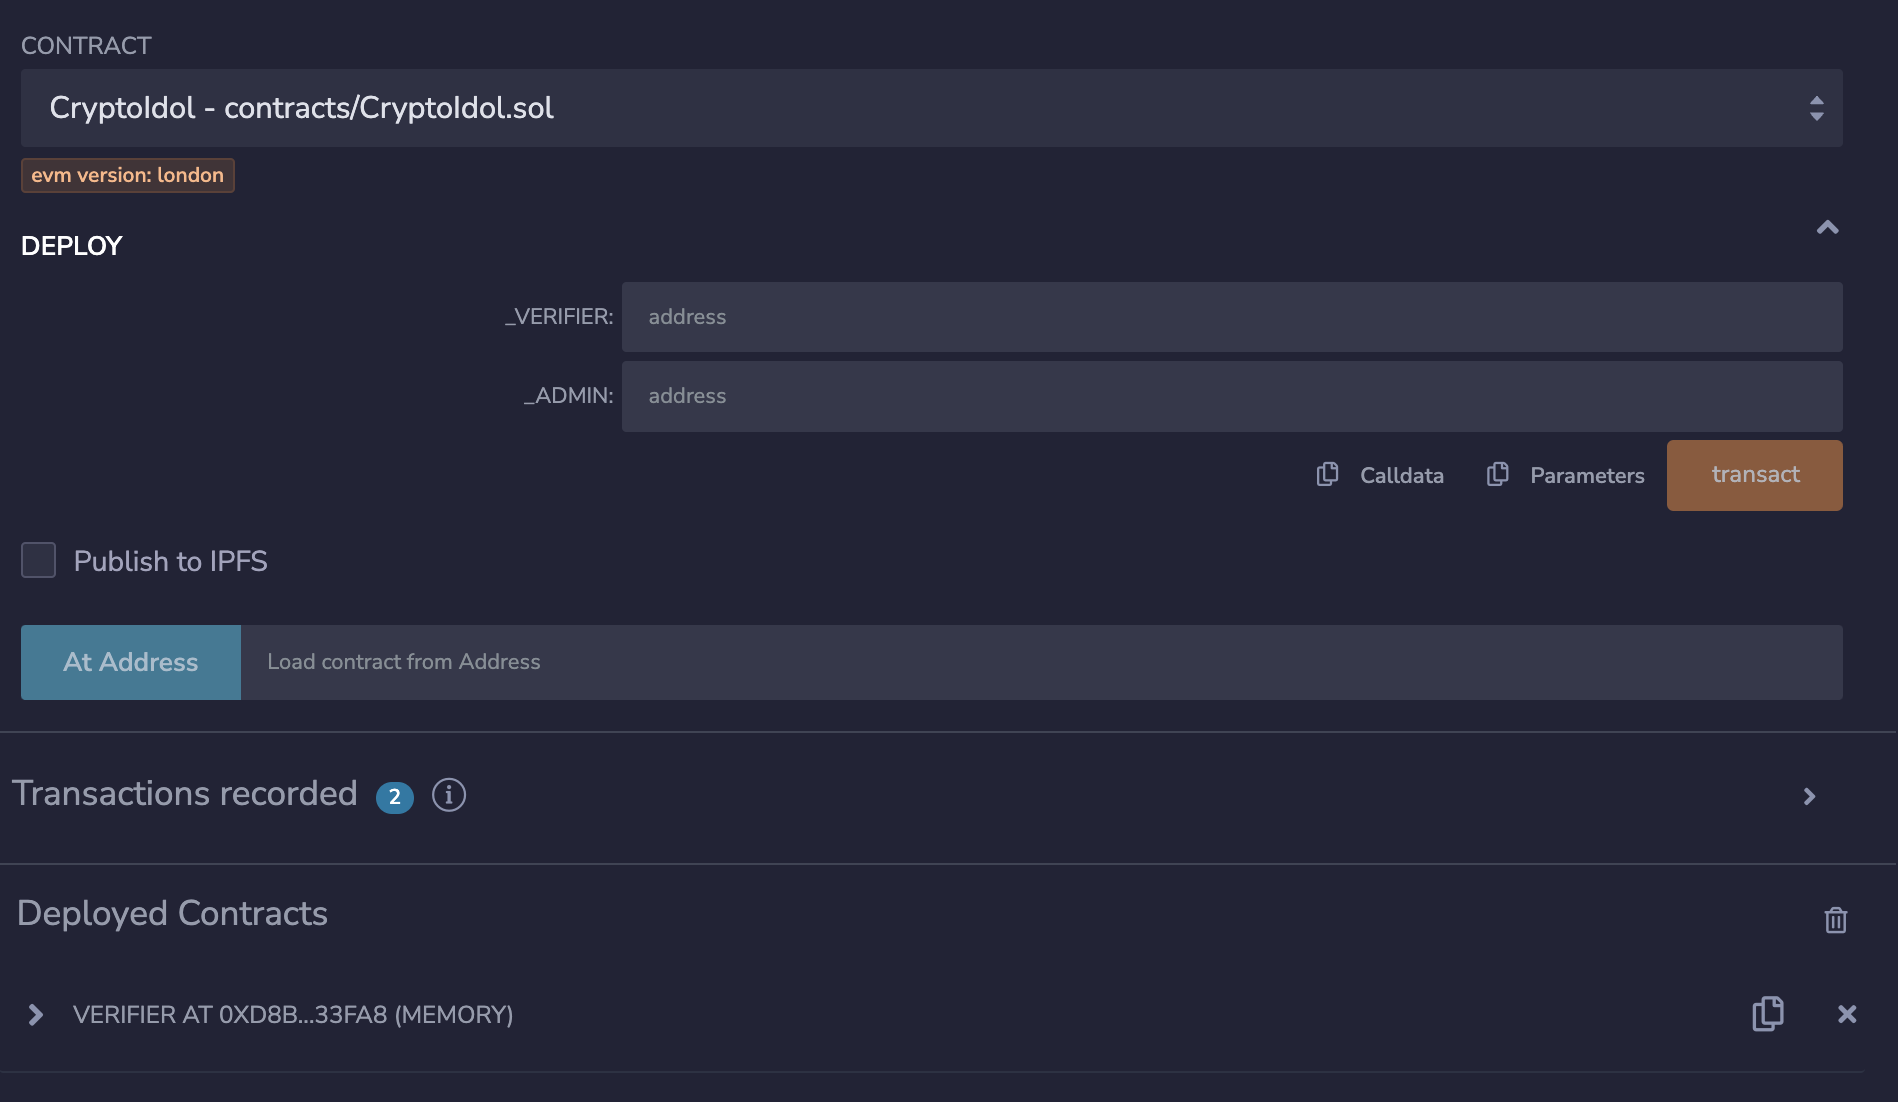 CONTRACT
CryptoIdol - contracts/CryptoIdol.sol
evm version: london
DEPLOY
_VERIFIER: address
_ADMIN: address
Calldata Parameters transact
Publish to IPFS
At Address Load contract from Address
Transactions recorded 2 i
Deployed Contracts
VERIFIER AT 0XD8B...33FA8 (MEMORY)